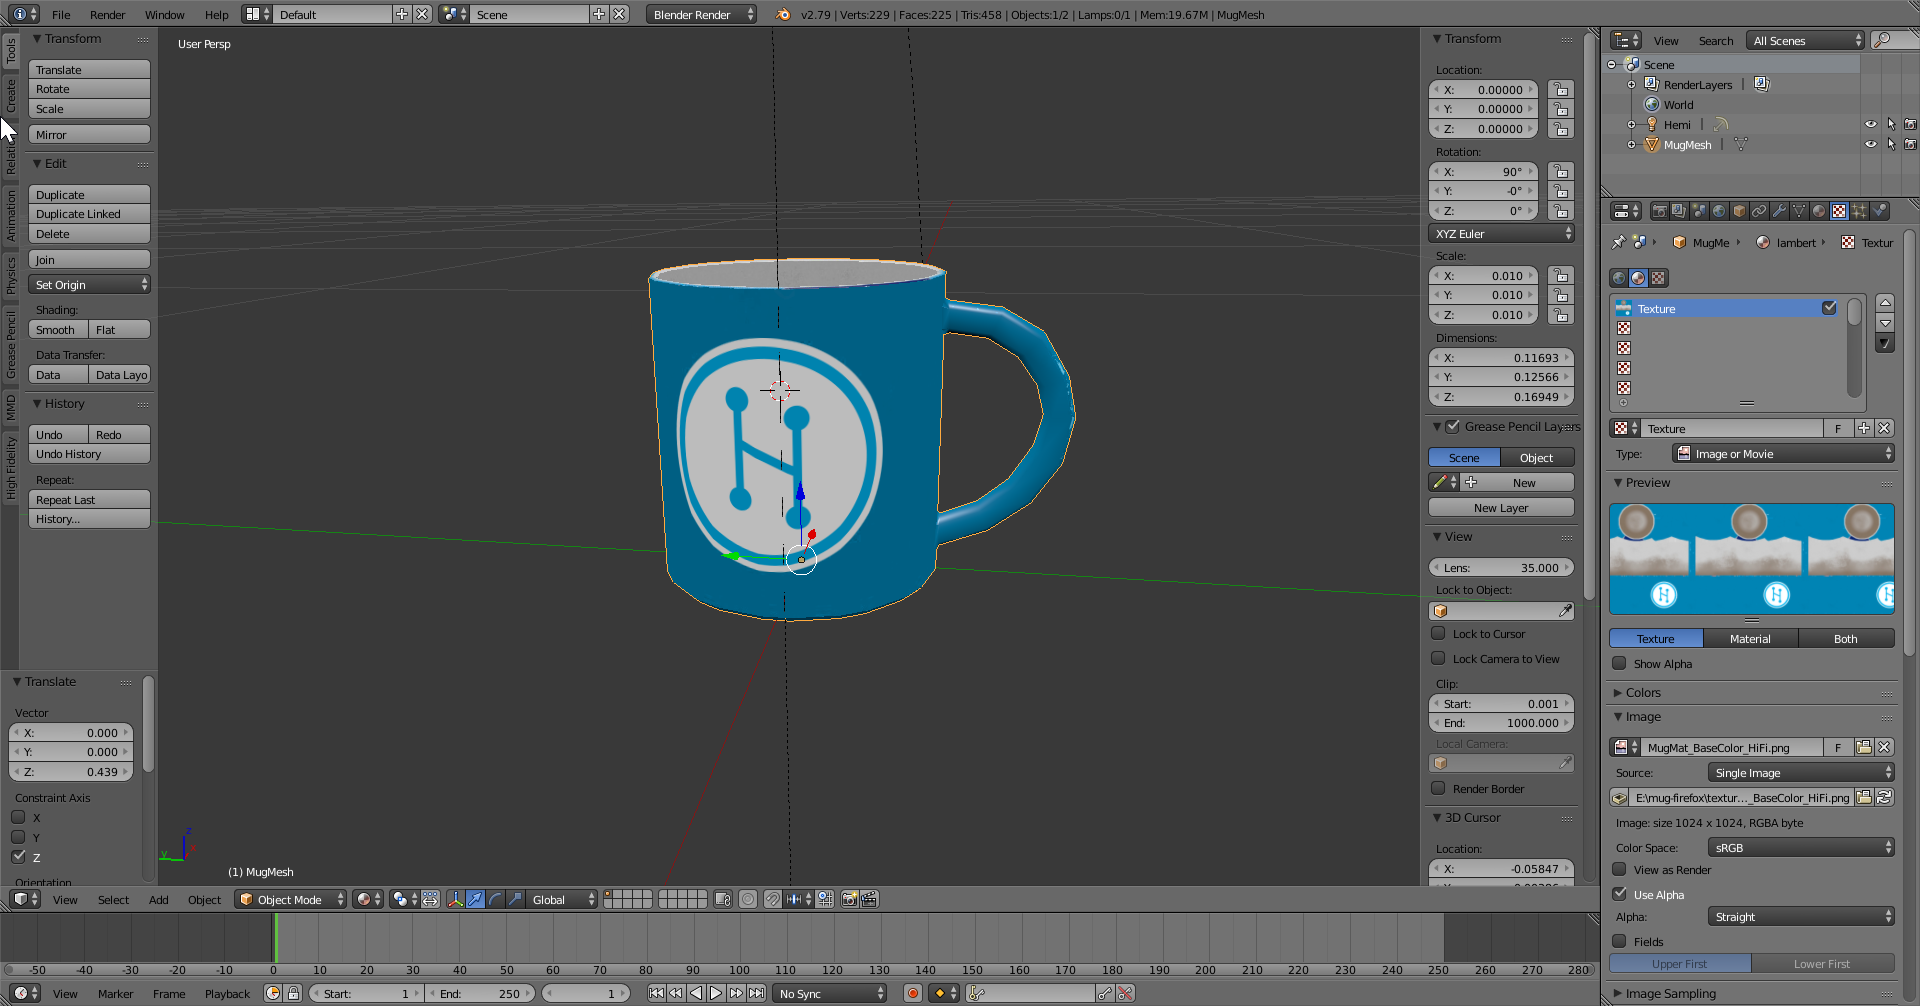 File Render Window Help Default Scene Blender Render v2.79 | Verts:229 | Faces:225 | Tris:458 | Objects:1/2 | Lamps:0/1 | Mem:19.67M | MugMesh
Tools
Create
Relatio
Animation
Physics
Grease Pencil
MMD
High Fidelity
Transform
Translate
Rotate
Scale
Mirror
Edit
Duplicate
Duplicate Linked
Delete
Join
Set Origin
Shading:
Smooth Flat
Data Transfer:
Data Data Layo
History
Undo Redo
Undo History
Repeat:
Repeat Last
History...
Translate
Vector
X: 0.000
Y: 0.000
Z: 0.439
Constraint Axis
X
Y
Z
Orientation
User Persp
z
y
(1) MugMesh
Transform
Location:
X: 0.00000
Y: 0.00000
Z: 0.00000
Rotation:
X: 90°
Y: -0°
Z: 0°
XYZ Euler
Scale:
X: 0.010
Y: 0.010
Z: 0.010
Dimensions:
X: 0.11693
Y: 0.12566
Z: 0.16949
Grease Pencil Layers
Scene Object
New
New Layer
View
Lens: 35.000
Lock to Object:
Lock to Cursor
Lock Camera to View
Clip:
Start: 0.001
End: 1000.000
Local Camera:
Render Border
3D Cursor
Location:
X: -0.05847
View Search All Scenes
Scene
RenderLayers |
World
Hemi |
MugMesh |
MugMe lambert Textur
Texture
Texture F
Type: Image or Movie
Preview
Texture Material Both
Show Alpha
Colors
Image
MugMat_BaseColor_HiFi.png F
Source: Single Image
E:\mug-firefox\textur..._BaseColor_HiFi.png
Image: size 1024 x 1024, RGBA byte
Color Space: sRGB
View as Render
Use Alpha
Alpha: Straight
Fields
Upper First Lower First
Image Sampling
View Select Add Object Object Mode Global
-50 -40 -30 -20 -10 0 10 20 30 40 50 60 70 80 90 100 110 120 130 140 150 160 170 180 190 200 210 220 230 240 250 260 270 280
View Marker Frame Playback Start: 1 End: 250 1 No Sync